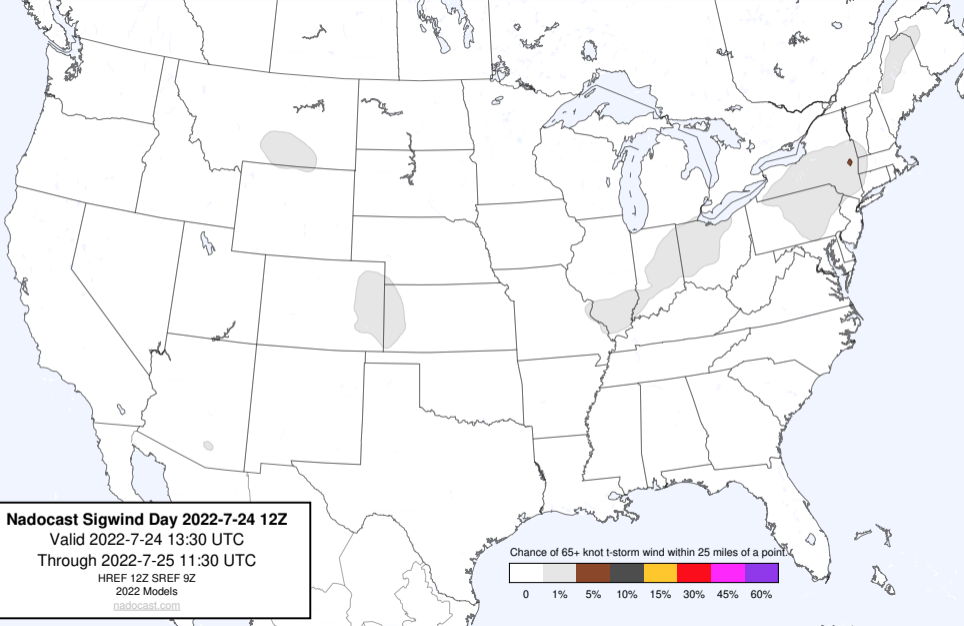 Nadocast Sigwind Day 2022-7-24 12Z
Valid 2022-7-24 13:30 UTC
Through 2022-7-25 11:30 UTC
HREF 12Z SREF 9Z
2022 Models
nadocast.com
Chance of 65+ knot t-storm wind within 25 miles of a point.
0 1% 5% 10% 15% 30% 45% 60%